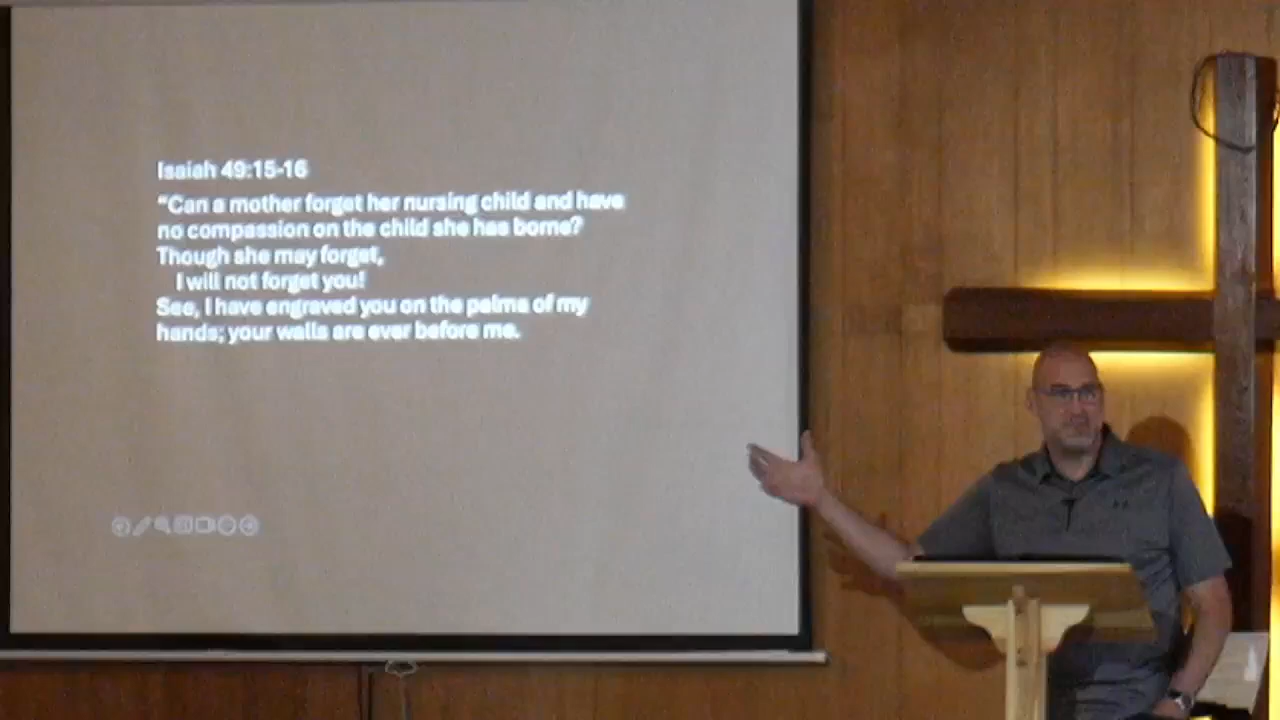 Isaiah 49:15-16
“Can a mother forget her nursing child and have
no compassion on the child she has borne?
Though she may forget,
I will not forget you!
See, I have engraved you on the palms of my
hands; your walls are ever before me.